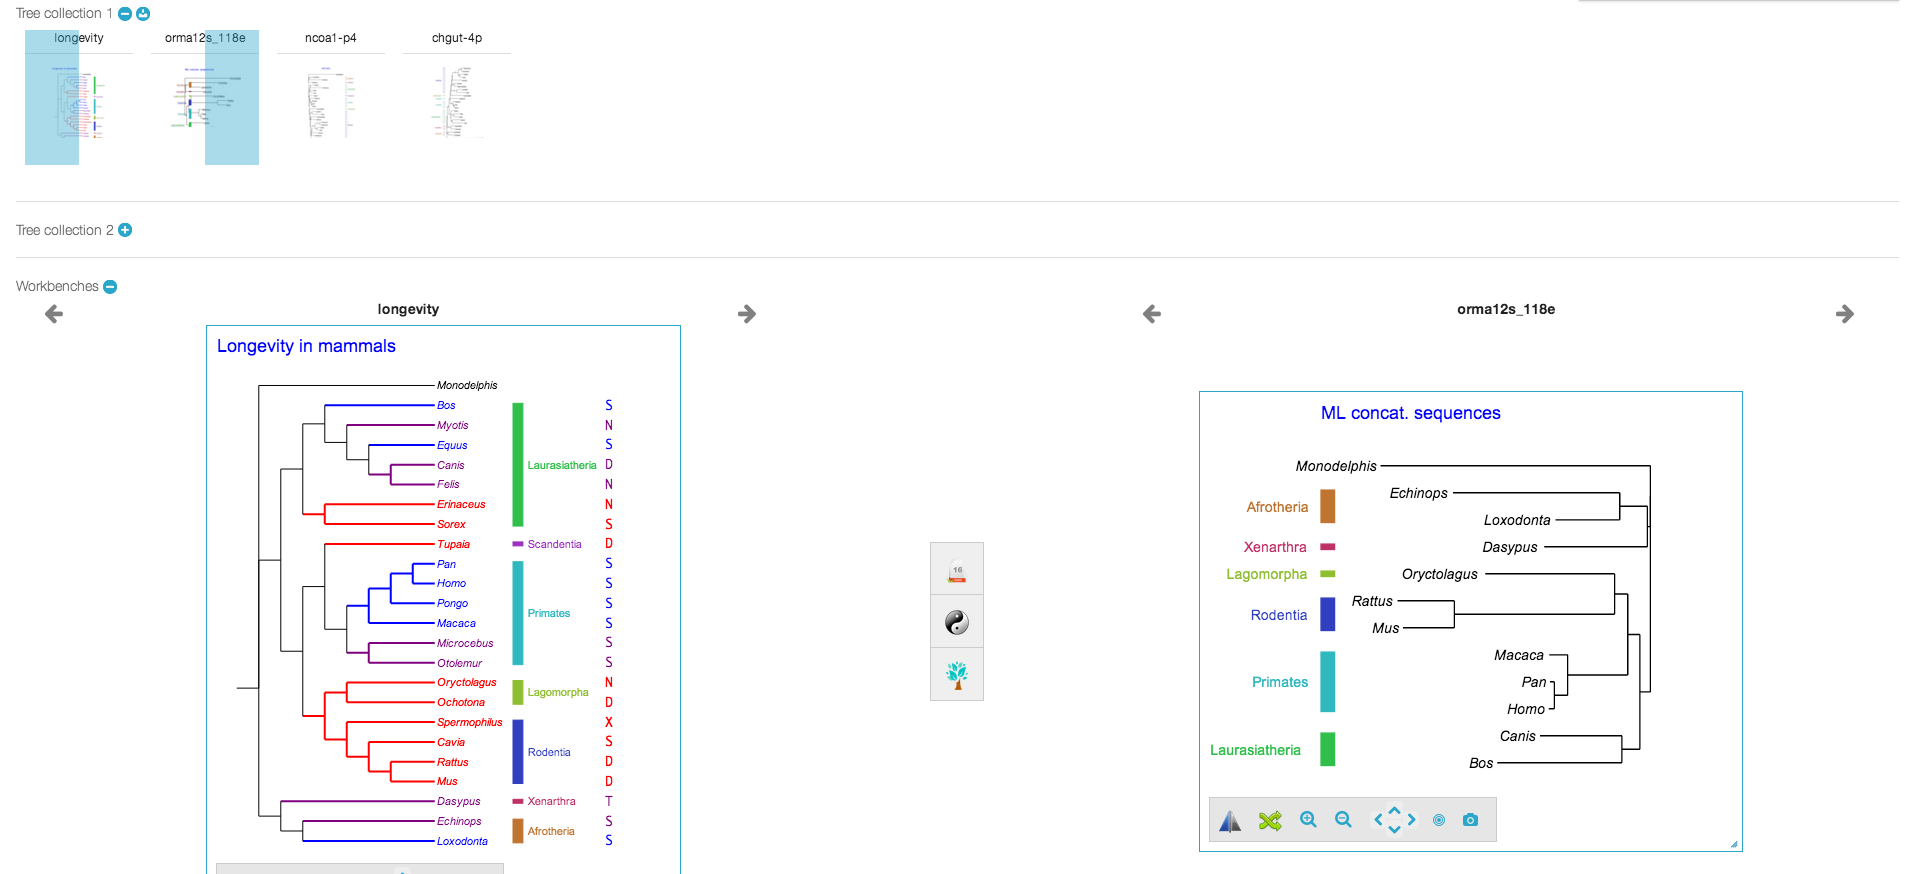 Tree collection 1
longevity orma12s_118e ncoa1-p4 chgut-4p
Tree collection 2
Workbenches
longevity
Longevity in mammals
Monodelphis
Bos S
Myotis N
Equus S
Canis Laurasiatheria D
Felis N
Erinaceus N
Sorex S
Tupaia Scandentia D
Pan S
Homo S
Pongo Primates S
Macaca S
Microcebus S
Otolemur S
Oryctolagus N
Lagomorpha
Ochotona D
Spermophilus X
Cavia S
Rodentia
Rattus D
Mus D
Dasypus Xenarthra T
Echinops S
Afrotheria
Loxodonta S
16
orma12s_118e
ML concat. sequences
Monodelphis
Echinops
Afrotheria
Loxodonta
Xenarthra Dasypus
Lagomorpha Oryctolagus
Rattus
Rodentia
Mus
Macaca
Primates Pan
Homo
Canis
Laurasiatheria
Bos